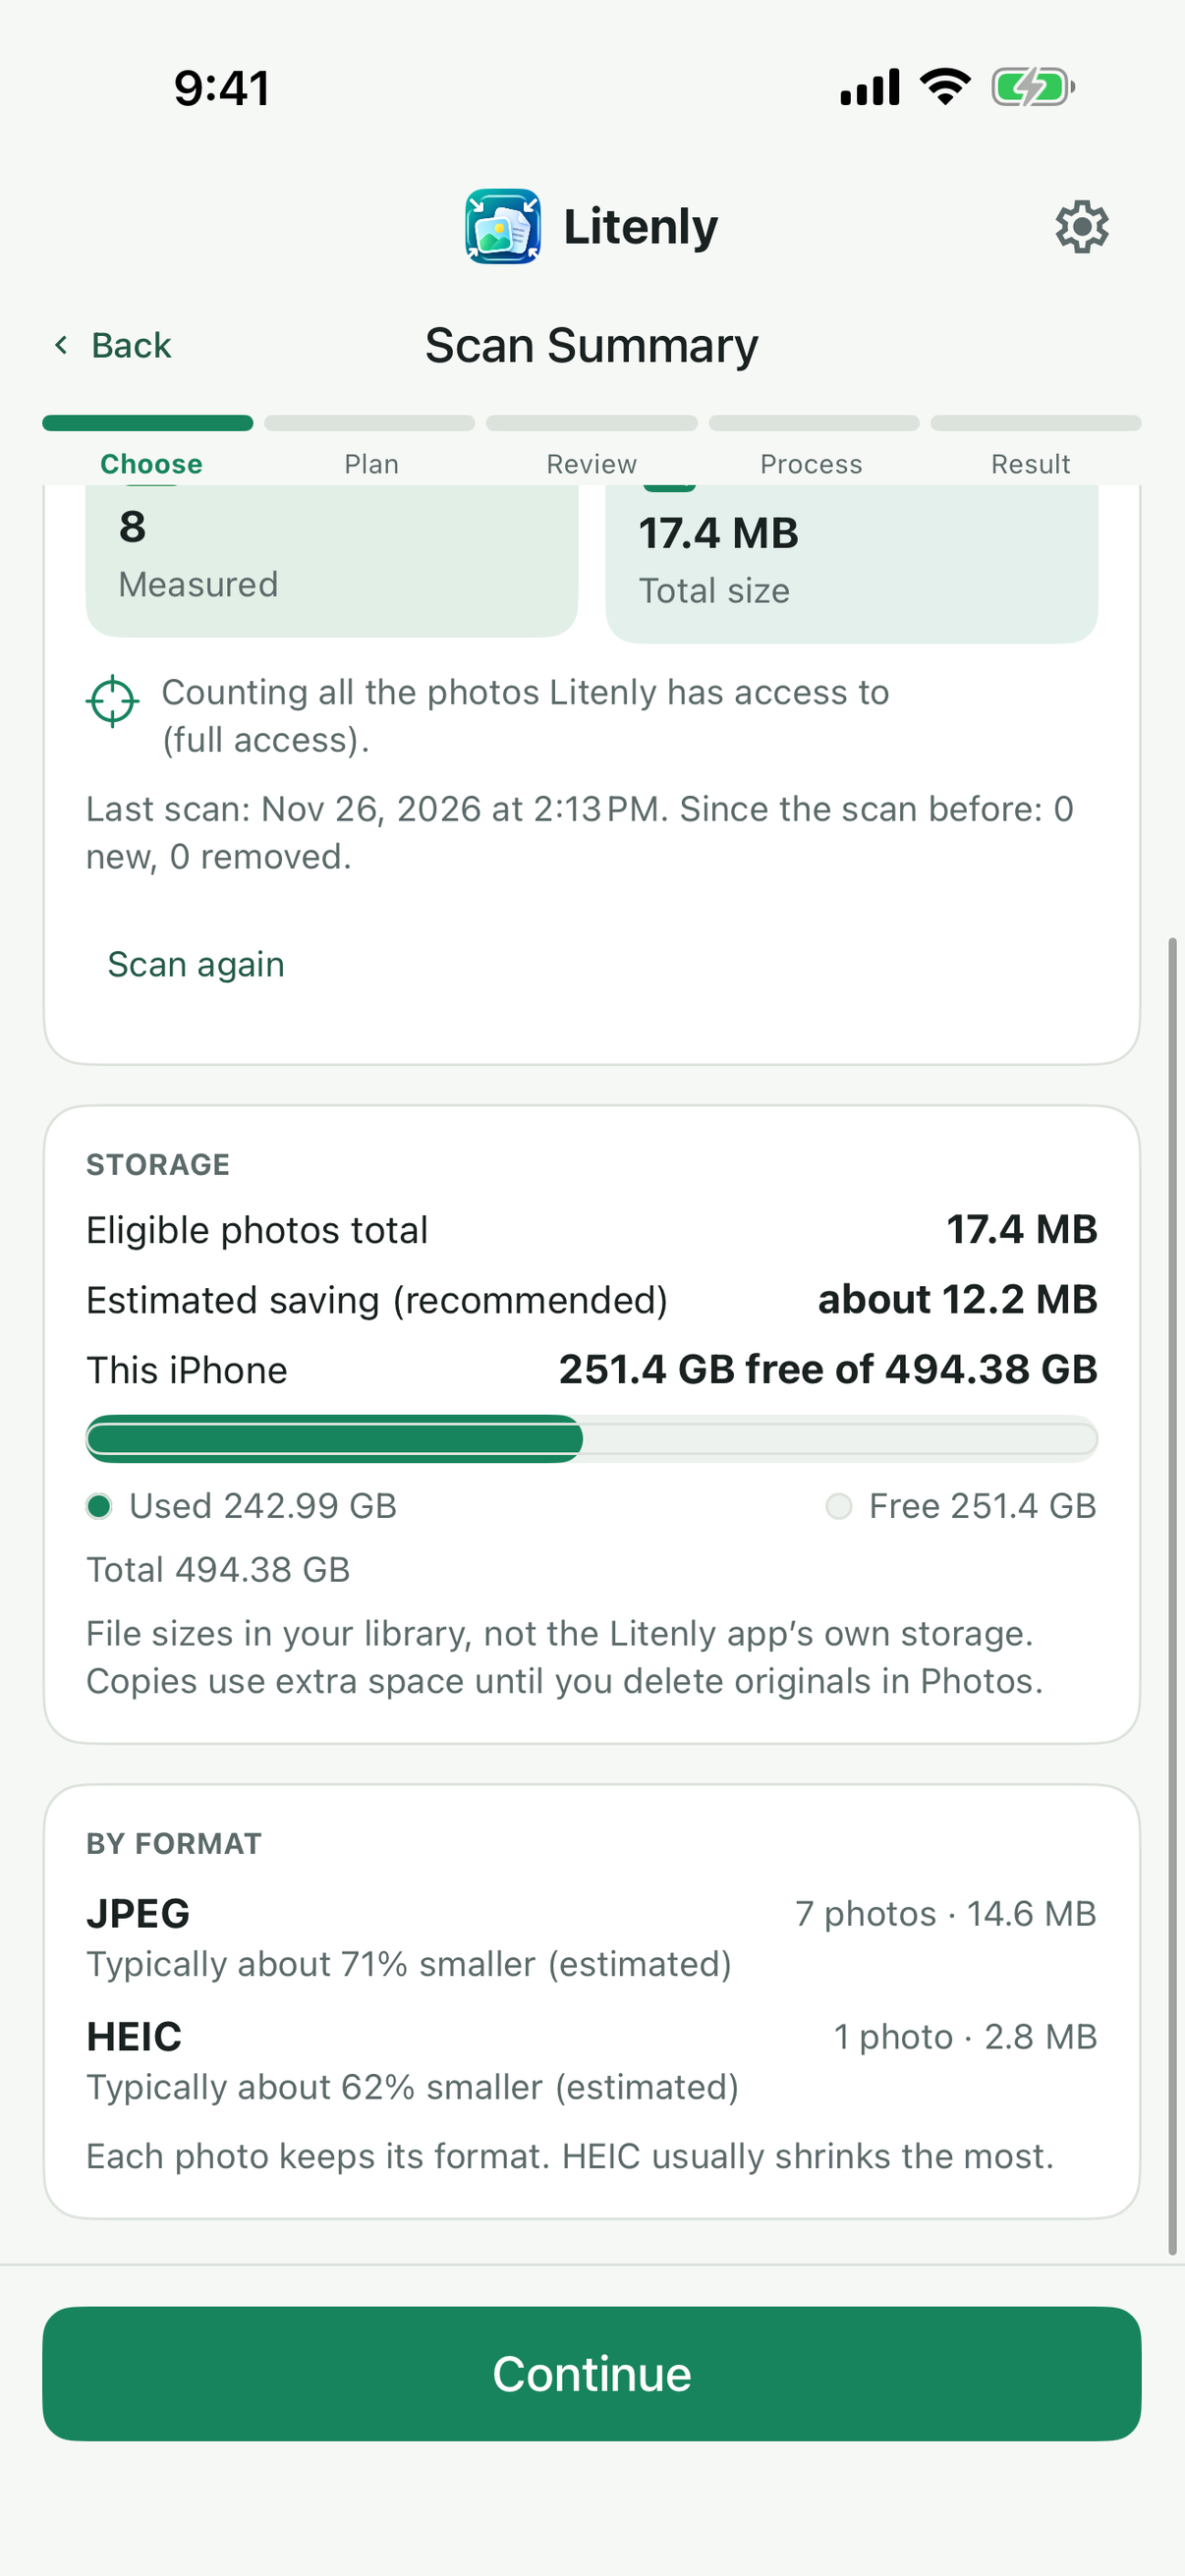 9:41
Litenly
Back
Scan Summary
Choose
Plan
Review
Process
Result
8
Measured
17.4 MB
Total size
Counting all the photos Litenly has access to
(full access).
Last scan: Nov 26, 2026 at 2:13 PM. Since the scan before: 0
new, 0 removed.
Scan again
STORAGE
Eligible photos total 17.4 MB
Estimated saving (recommended) about 12.2 MB
This iPhone 251.4 GB free of 494.38 GB
Used 242.99 GB Free 251.4 GB
Total 494.38 GB
File sizes in your library, not the Litenly app’s own storage.
Copies use extra space until you delete originals in Photos.
BY FORMAT
JPEG 7 photos · 14.6 MB
Typically about 71% smaller (estimated)
HEIC 1 photo · 2.8 MB
Typically about 62% smaller (estimated)
Each photo keeps its format. HEIC usually shrinks the most.
Continue